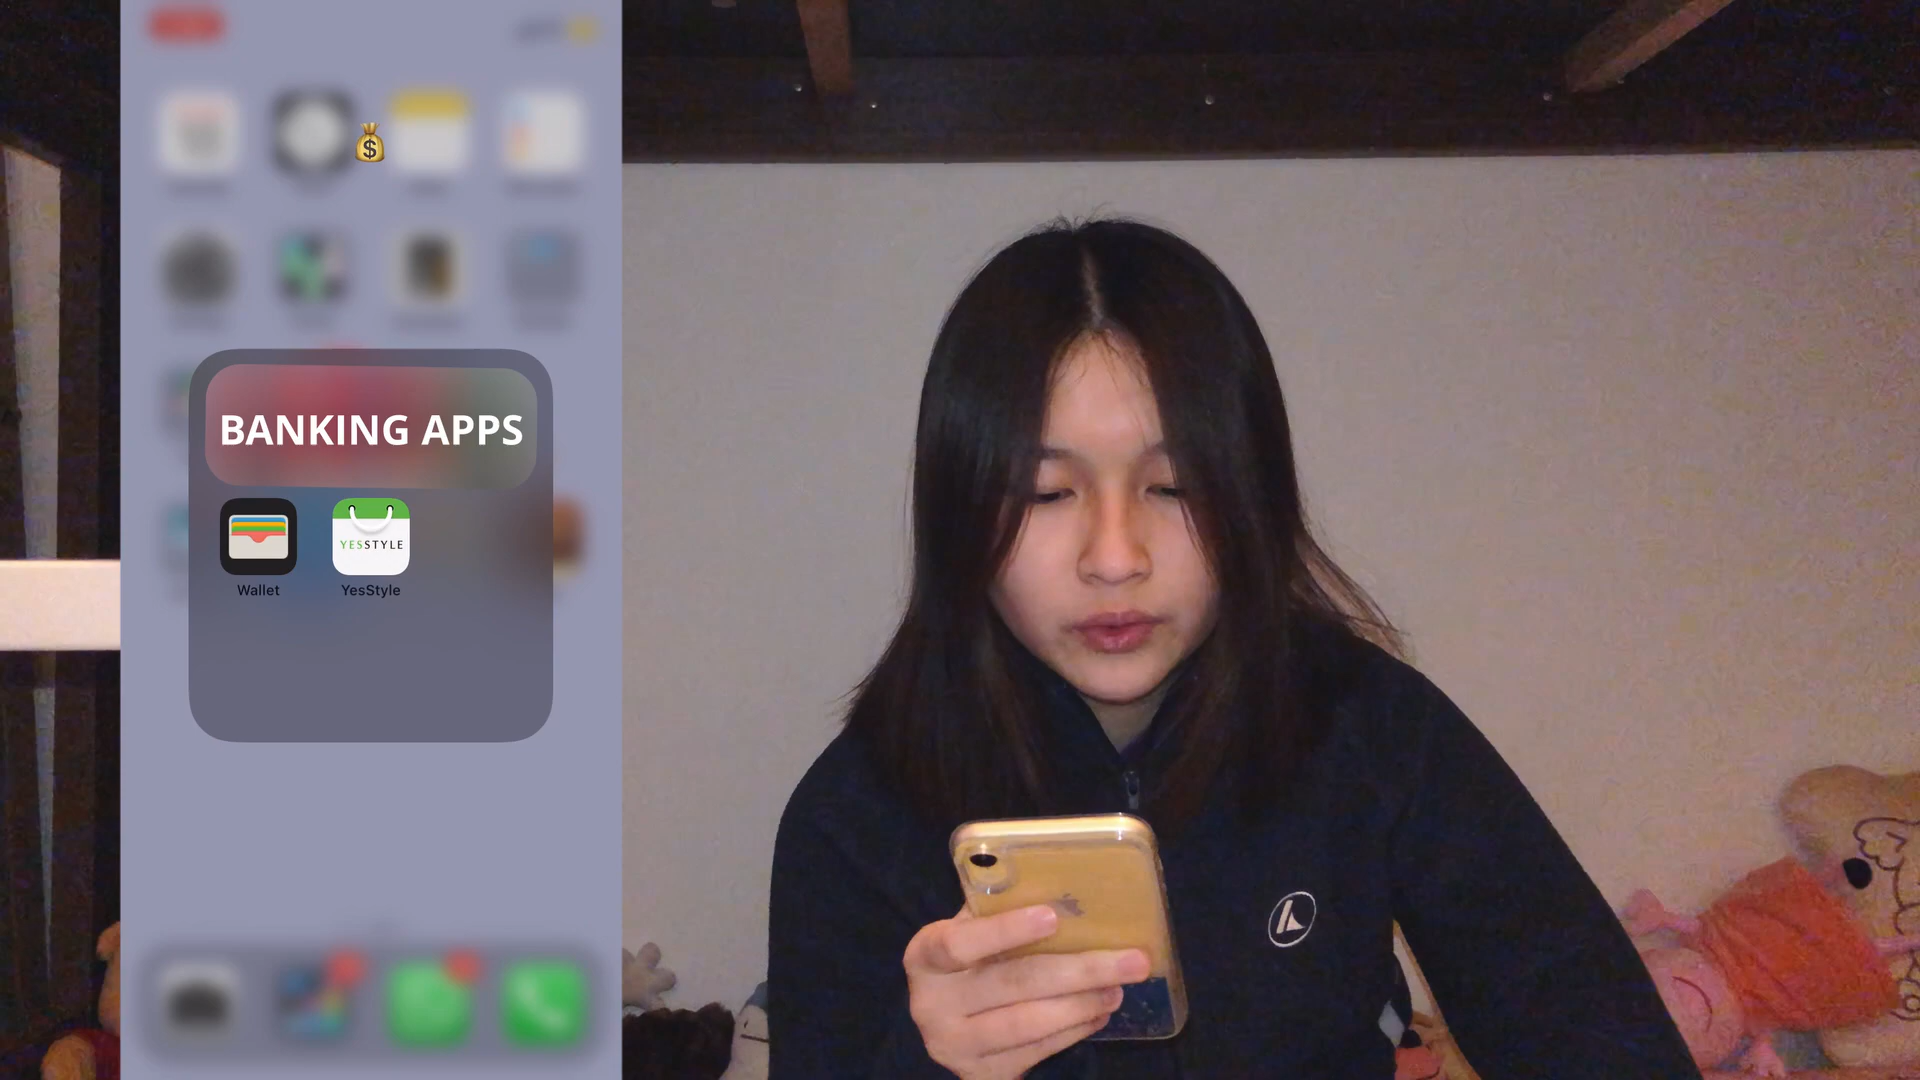 💰
BANKING APPS
YESSTYLE
Wallet
YesStyle